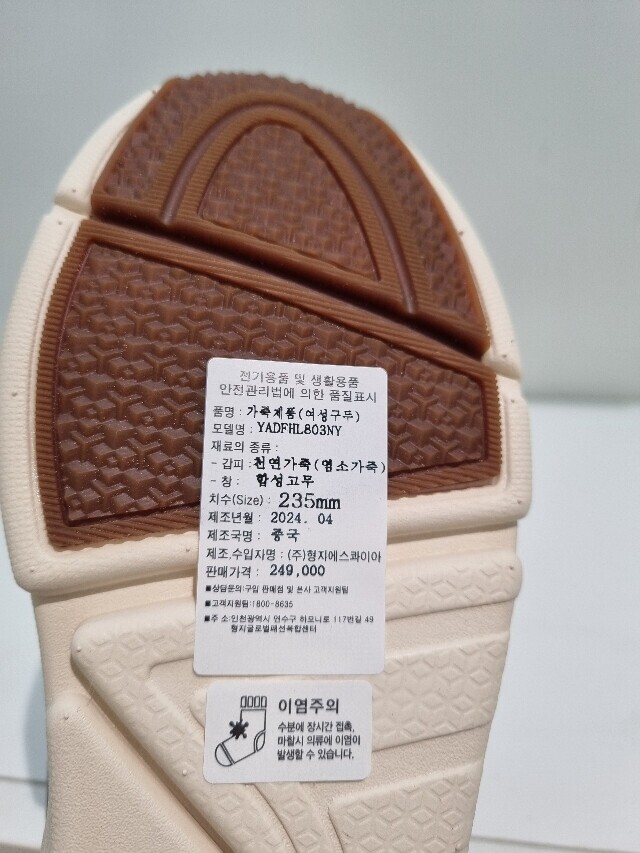 전기용품 및 생활용품
안전관리법에 의한 품질표시
품명 : 가죽제품(여성구두)
모델명 : YADFHL803NY
재료의 종류 :
- 갑피 : 천연가죽(염소가죽)
- 창 : 합성고무
치수(Size) : 235mm
제조년월 : 2024. 04
제조국명 : 중국
제조,수입자명 : (주)형지에스콰이아
판매가격 : 249,000
■상담문의:구입 판매점 및 본사 고객지원팀
■고객지원팀:1800-8635
■주 소:인천광역시 연수구 하모니로 117번길 49
형지글로벌패션복합센터
이염주의
수분에 장시간 접촉,
마찰시 의류에 이염이
발생할 수 있습니다.